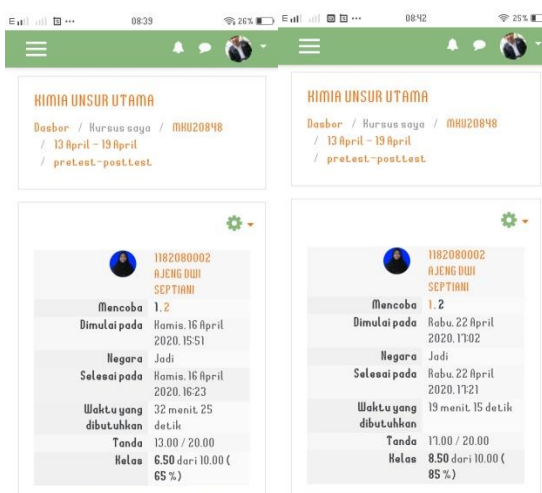 08:39
26%
KIMIA UNSUR UTAMA
Dasbor / Kursus saya / MKU20848
/ 13 April - 19 April
/ pretest-posttest
1182080002
AJENG DWI
SEPTIANI
Mencoba 1, 2
Dimulai pada Kamis, 16 April
2020, 15:51
Negara Jadi
Selesai pada Kamis, 16 April
2020, 16:23
Waktu yang 32 menit 25
dibutuhkan detik
Tanda 13.00 / 20.00
Kelas 6.50 dari 10.00 (
65 %)
08:42
25%
KIMIA UNSUR UTAMA
Dasbor / Kursus saya / MKU20848
/ 13 April - 19 April
/ pretest-posttest
1182080002
AJENG DWI
SEPTIANI
Mencoba 1, 2
Dimulai pada Rabu, 22 April
2020, 17:02
Negara Jadi
Selesai pada Rabu, 22 April
2020, 17:21
Waktu yang 19 menit 15 detik
dibutuhkan
Tanda 17.00 / 20.00
Kelas 8.50 dari 10.00 (
85 %)